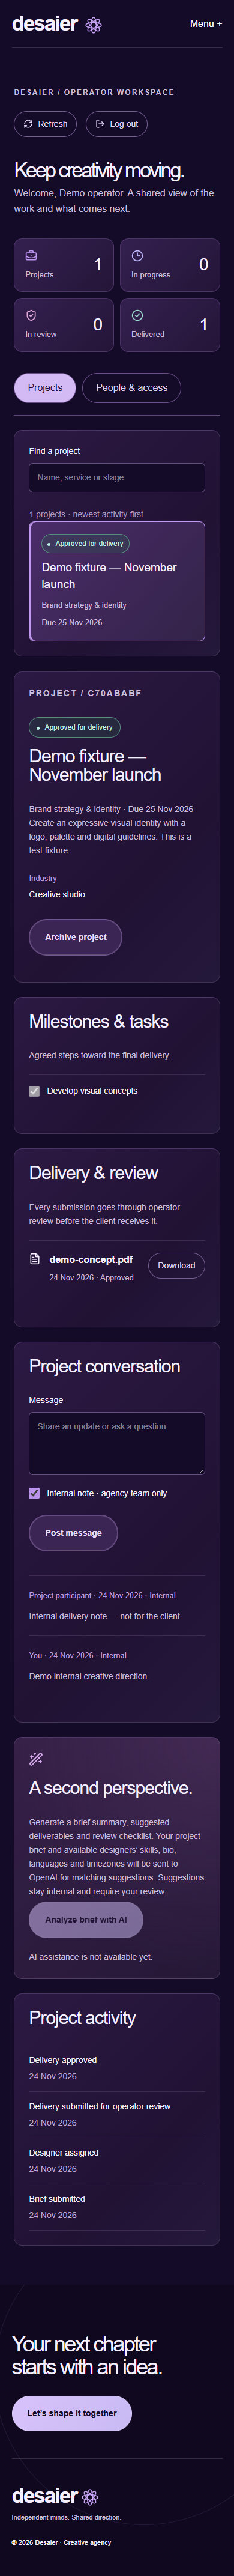 desaier
Menu +
DESAIER / OPERATOR WORKSPACE
Refresh
Log out
Keep creativity moving.
Welcome, Demo operator. A shared view of the
work and what comes next.
Projects
1
In progress
0
In review
0
Delivered
1
Projects
People & access
Find a project
Name, service or stage
1 projects · newest activity first
Approved for delivery
Demo fixture — November
launch
Brand strategy & identity
Due 25 Nov 2026
PROJECT / C70ABABF
Approved for delivery
Demo fixture —
November launch
Brand strategy & identity · Due 25 Nov 2026
Create an expressive visual identity with a
logo, palette and digital guidelines. This is a
test fixture.
Industry
Creative studio
Archive project
Milestones & tasks
Agreed steps toward the final delivery.
Develop visual concepts
Delivery & review
Every submission goes through operator
review before the client receives it.
demo-concept.pdf
24 Nov 2026 · Approved
Download
Project conversation
Message
Share an update or ask a question.
Internal note · agency team only
Post message
Project participant · 24 Nov 2026 · Internal
Internal delivery note — not for the client.
You · 24 Nov 2026 · Internal
Demo internal creative direction.
A second perspective.
Generate a brief summary, suggested
deliverables and review checklist. Your project
brief and available designers' skills, bio,
languages and timezones will be sent to
OpenAI for matching suggestions. Suggestions
stay internal and require your review.
Analyze brief with AI
AI assistance is not available yet.
Project activity
Delivery approved
24 Nov 2026
Delivery submitted for operator review
24 Nov 2026
Designer assigned
24 Nov 2026
Brief submitted
24 Nov 2026
Your next chapter
starts with an idea.
Let's shape it together
desaier
Independent minds. Shared direction.
© 2026 Desaier · Creative agency